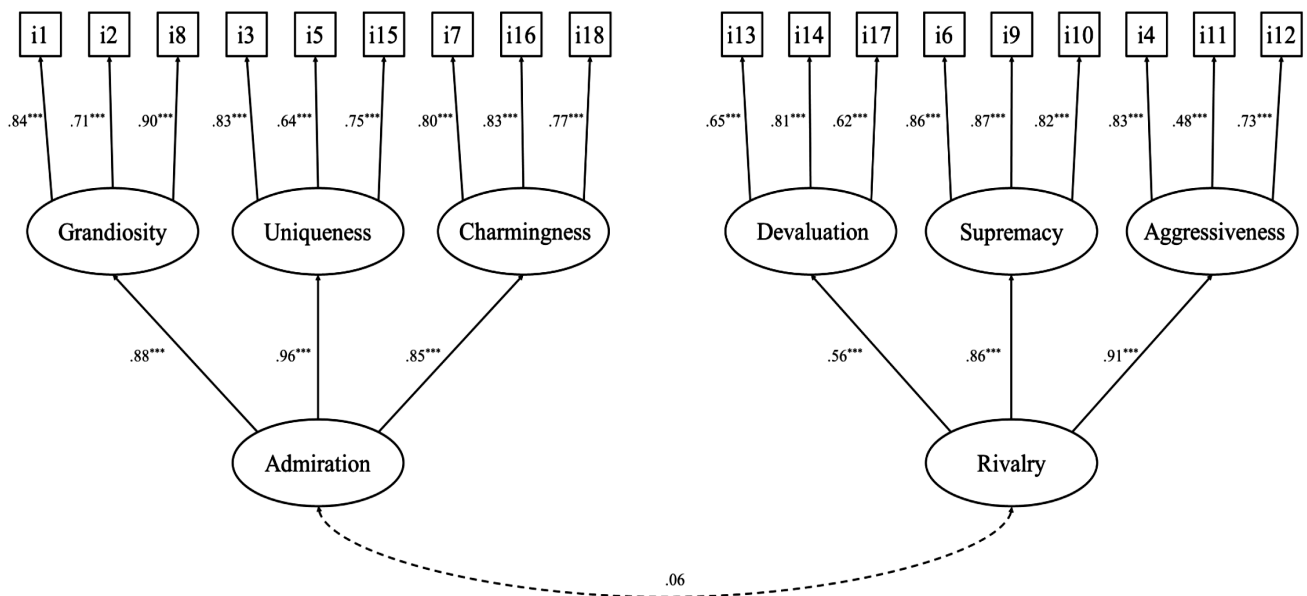 i1 i2 i8 i3 i5 i15 i7 i16 i18 i13 i14 i17 i6 i9 i10 i4 i11 i12
.84*** .71*** .90*** .83*** .64*** .75*** .80*** .83*** .77*** .65*** .81*** .62*** .86*** .87*** .82*** .83*** .48*** .73***
Grandiosity Uniqueness Charmingness Devaluation Supremacy Aggressiveness
.88*** .96*** .85*** .56*** .86*** .91***
Admiration Rivalry
.06